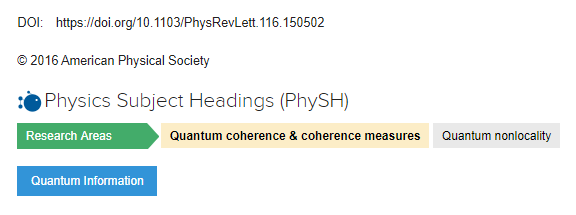 DOI: https://doi.org/10.1103/PhysRevLett.116.150502
© 2016 American Physical Society
Physics Subject Headings (PhySH)
Research Areas Quantum coherence & coherence measures Quantum nonlocality
Quantum Information